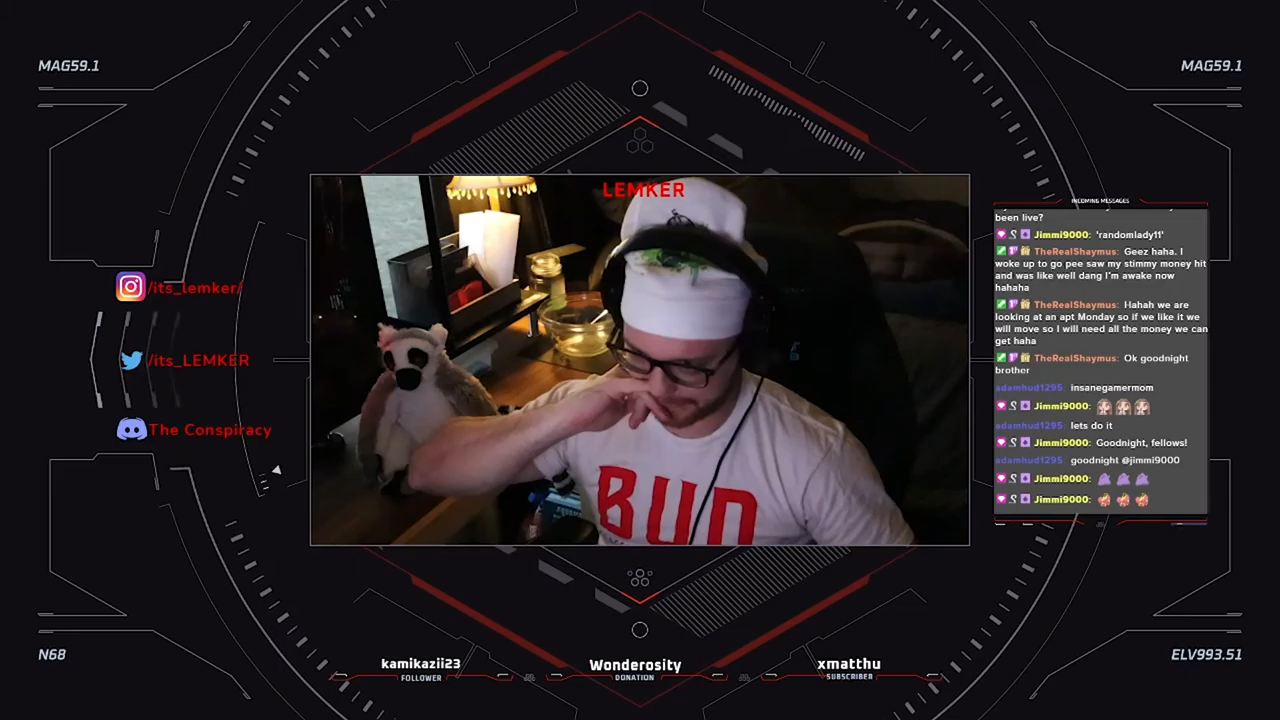 MAG59.1
MAG59.1
LEMKER
INCOMING MESSAGES
been live?
Jimmi9000: 'randomlady11'
TheRealShaymus: Geez haha. I
woke up to go pee saw my stimmy money hit
and was like well dang I'm awake now
hahaha
TheRealShaymus: Hahah we are
looking at an apt Monday so if we like it we
will move so I will need all the money we can
get haha
TheRealShaymus: Ok goodnight
brother
adamhud1295: insanegamermom
Jimmi9000:
adamhud1295: lets do it
Jimmi9000: Goodnight, fellows!
adamhud1295: goodnight @jimmi9000
Jimmi9000:
Jimmi9000:
/its_lemker/
/its_LEMKER
The Conspiracy
BUD
N68
ELV993.51
kamikazii23
FOLLOWER
Wonderosity
DONATION
xmatthu
SUBSCRIBER